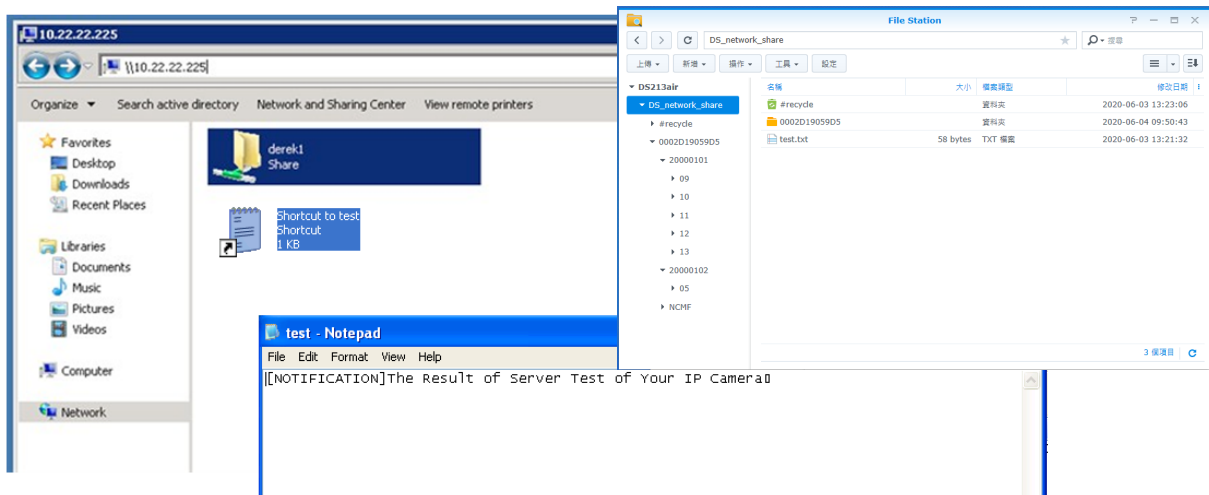 10.22.22.225
\\10.22.22.225
Organize
Search active directory
Network and Sharing Center
View remote printers
Favorites
Desktop
Downloads
Recent Places
Libraries
Documents
Music
Pictures
Videos
Computer
Network
derek1
Share
Shortcut to test
Shortcut
1 KB
test - Notepad
File Edit Format View Help
[NOTIFICATION]The Result of Server Test of Your IP Camera
File Station
DS_network_share
搜尋
上傳
新增
操作
工具
設定
DS213air
DS_network_share
#recycle
0002D19059D5
20000101
09
10
11
12
13
20000102
05
NCMF
名稱 大小 檔案類型 修改日期
#recycle 資料夾 2020-06-03 13:23:06
0002D19059D5 資料夾 2020-06-04 09:50:43
test.txt 58 bytes TXT 檔案 2020-06-03 13:21:32
3 個項目